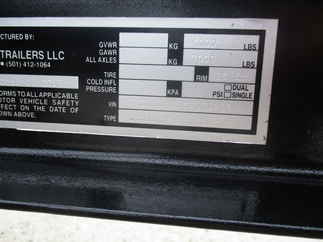 CTURED BY:
TRAILERS LLC
• (501) 412-1064
ORMS TO ALL APPLICABLE
OTOR VEHICLE SAFETY
EFFECT ON THE DATE OF
OWN ABOVE.
GVWR KG LBS
GAWR
ALL AXLES KG LBS
TIRE RIM
COLD INFL
PRESSURE KPA PSI DUAL
SINGLE
VIN
TYPE